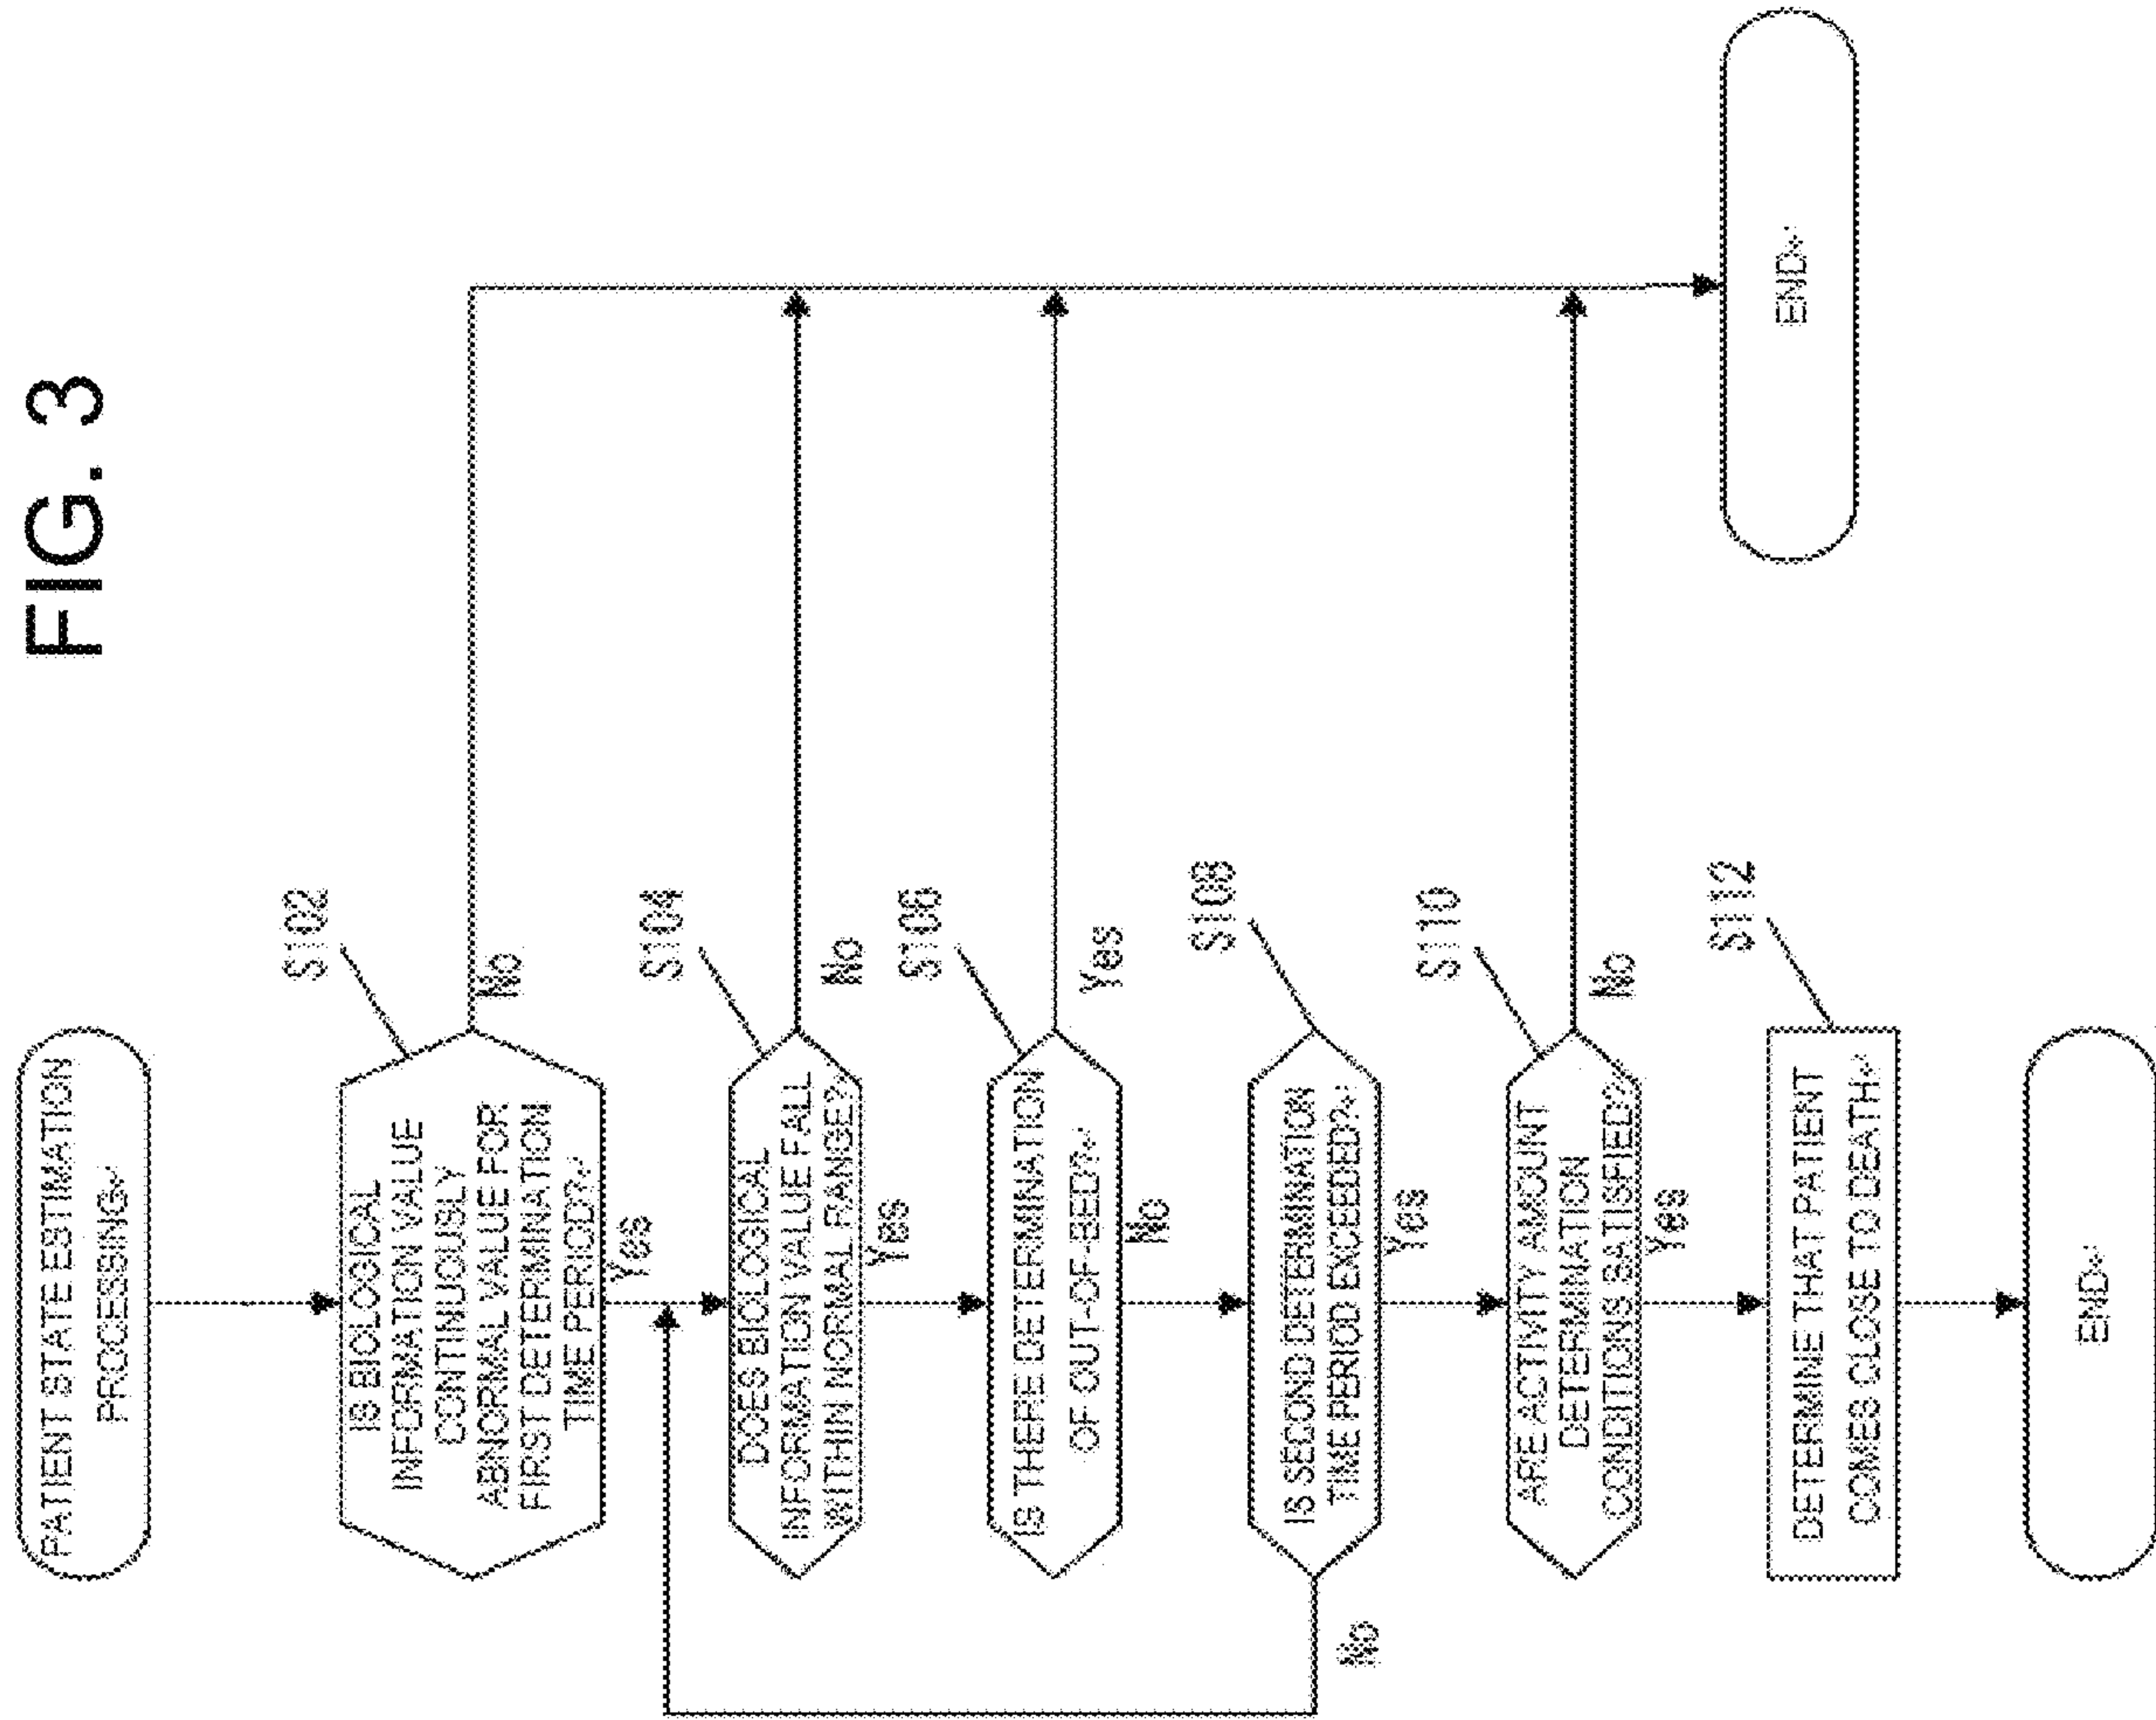 FIG. 3
PATIENT STATE ESTIMATION
PROCESSING↵
S102
IS BIOLOGICAL
INFORMATION VALUE
CONTINUOUSLY
ABNORMAL VALUE FOR
FIRST DETERMINATION
TIME PERIOD?↵
No
Yes
S104
DOES BIOLOGICAL
INFORMATION VALUE FALL
WITHIN NORMAL RANGE?↵
No
Yes
S106
IS THERE DETERMINATION
OF OUT-OF-BED?↵
Yes
No
S108
IS SECOND DETERMINATION
TIME PERIOD EXCEEDED?↵
No
Yes
S110
ARE ACTIVITY AMOUNT
DETERMINATION
CONDITIONS SATISFIED?↵
No
Yes
S112
DETERMINE THAT PATIENT
COMES CLOSE TO DEATH↵
END↵
END↵